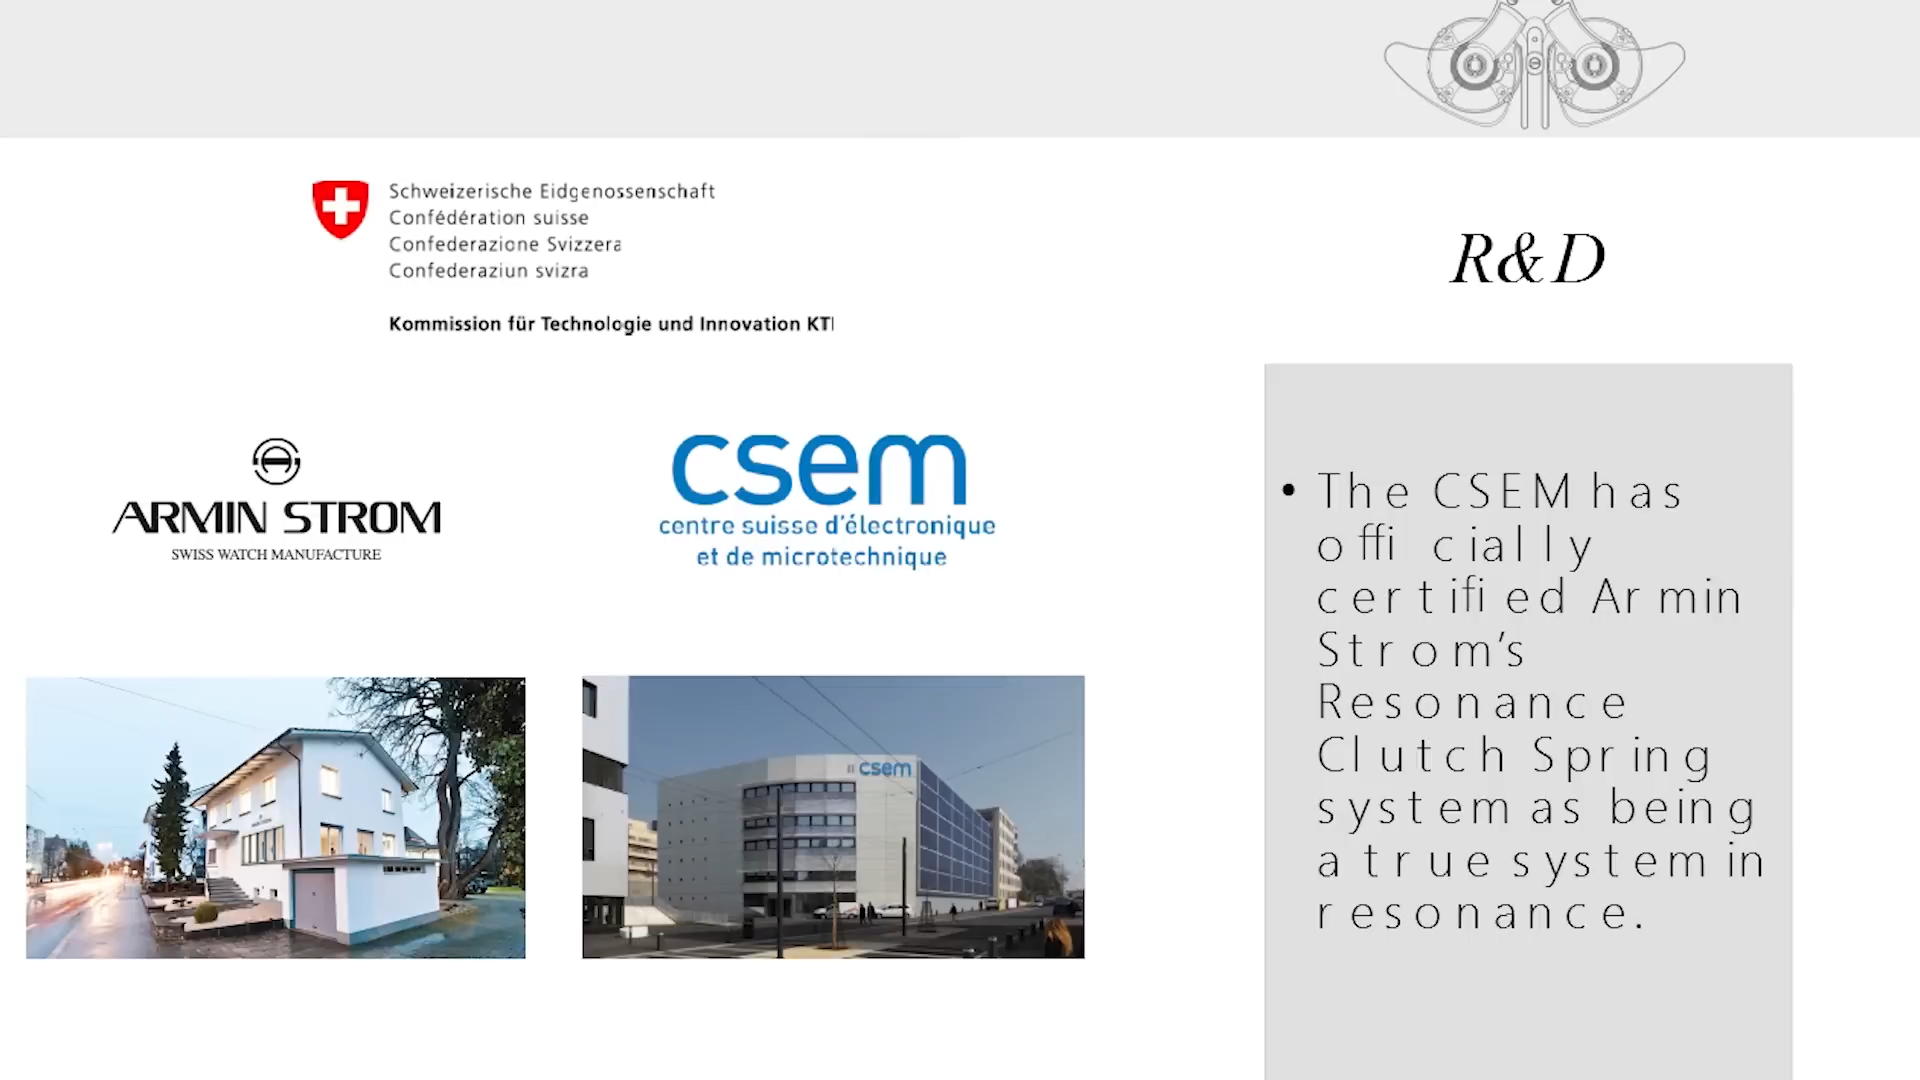 Schweizerische Eidgenossenschaft
Confédération suisse
Confederazione Svizzera
Confederaziun svizra
Kommission für Technologie und Innovation KTI
R&D
ARMIN STROM
SWISS WATCH MANUFACTURE
csem
centre suisse d'électronique
et de microtechnique
• The CSEM has
officially
certified Armin
Strom's
Resonance
Clutch Spring
system as being
a true system in
resonance.
csem